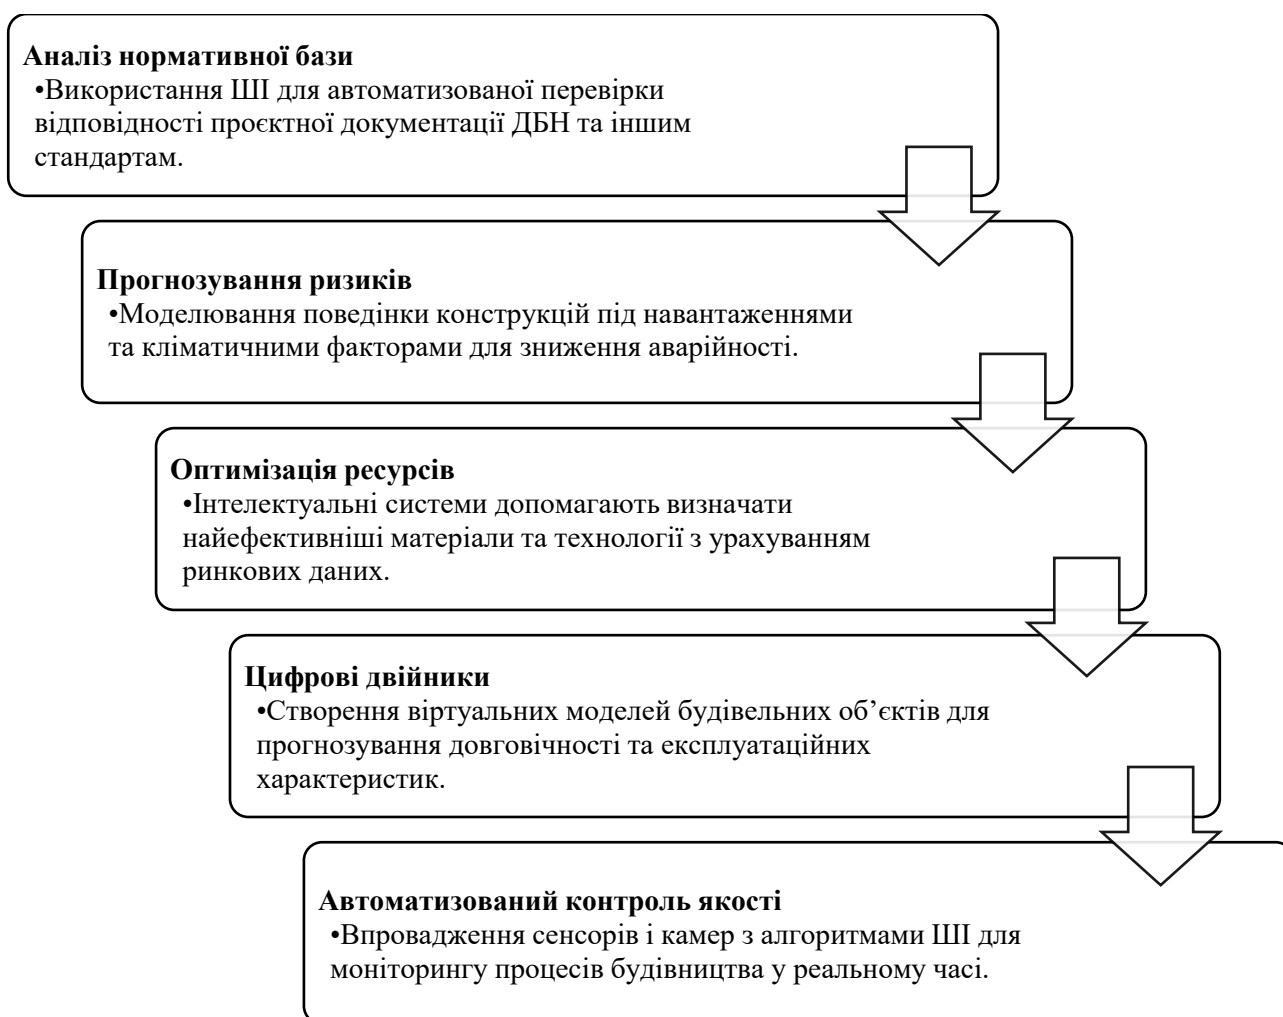 Аналіз нормативної бази
•Використання ШІ для автоматизованої перевірки
відповідності проєктної документації ДБН та іншим
стандартам.
Прогнозування ризиків
•Моделювання поведінки конструкцій під навантаженнями
та кліматичними факторами для зниження аварійності.
Оптимізація ресурсів
•Інтелектуальні системи допомагають визначати
найефективніші матеріали та технології з урахуванням
ринкових даних.
Цифрові двійники
•Створення віртуальних моделей будівельних об’єктів для
прогнозування довговічності та експлуатаційних
характеристик.
Автоматизований контроль якості
•Впровадження сенсорів і камер з алгоритмами ШІ для
моніторингу процесів будівництва у реальному часі.